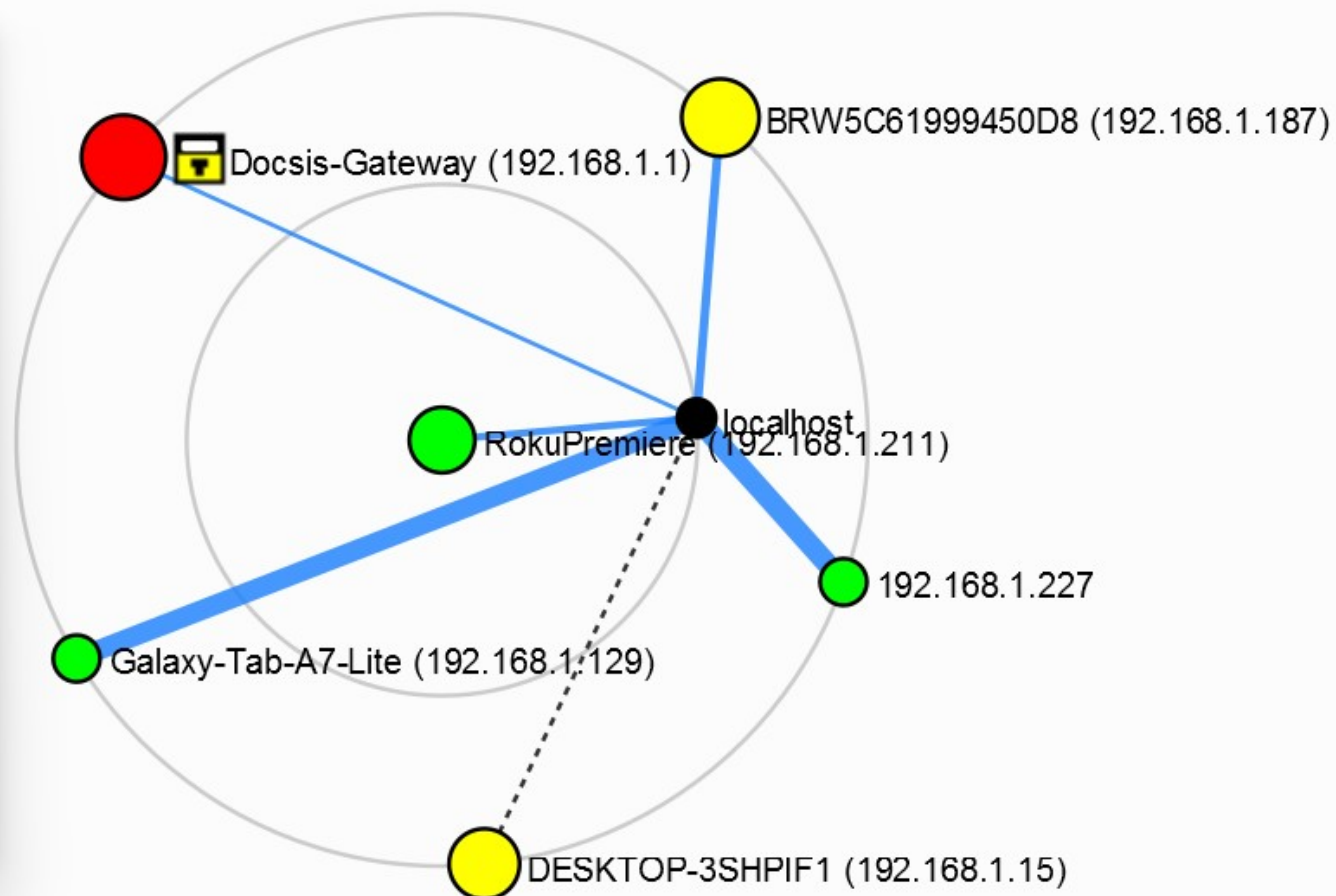 BRW5C61999450D8 (192.168.1.187)
Docsis-Gateway (192.168.1.1)
localhost
RokuPremiere (192.168.1.211)
192.168.1.227
Galaxy-Tab-A7-Lite (192.168.1.129)
DESKTOP-3SHPIF1 (192.168.1.15)